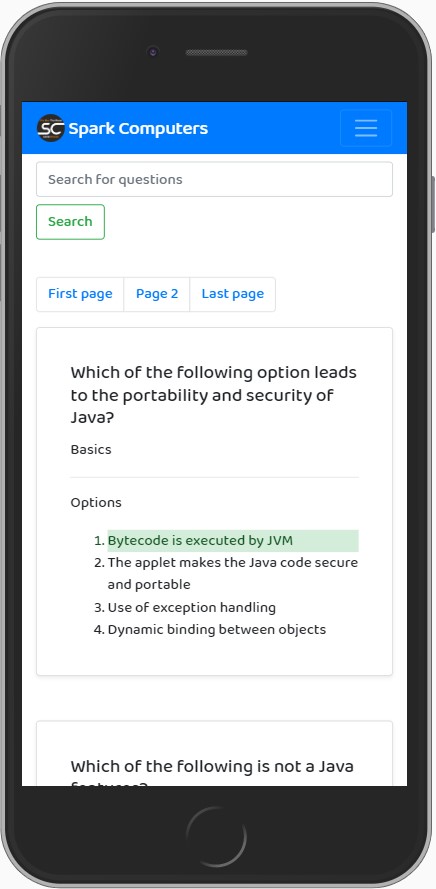 SC Spark Computers
Search for questions
Search
First page Page 2 Last page
Which of the following option leads
to the portability and security of
Java?
Basics
Options
1. Bytecode is executed by JVM
2. The applet makes the Java code secure
and portable
3. Use of exception handling
4. Dynamic binding between objects
Which of the following is not a Java
features?